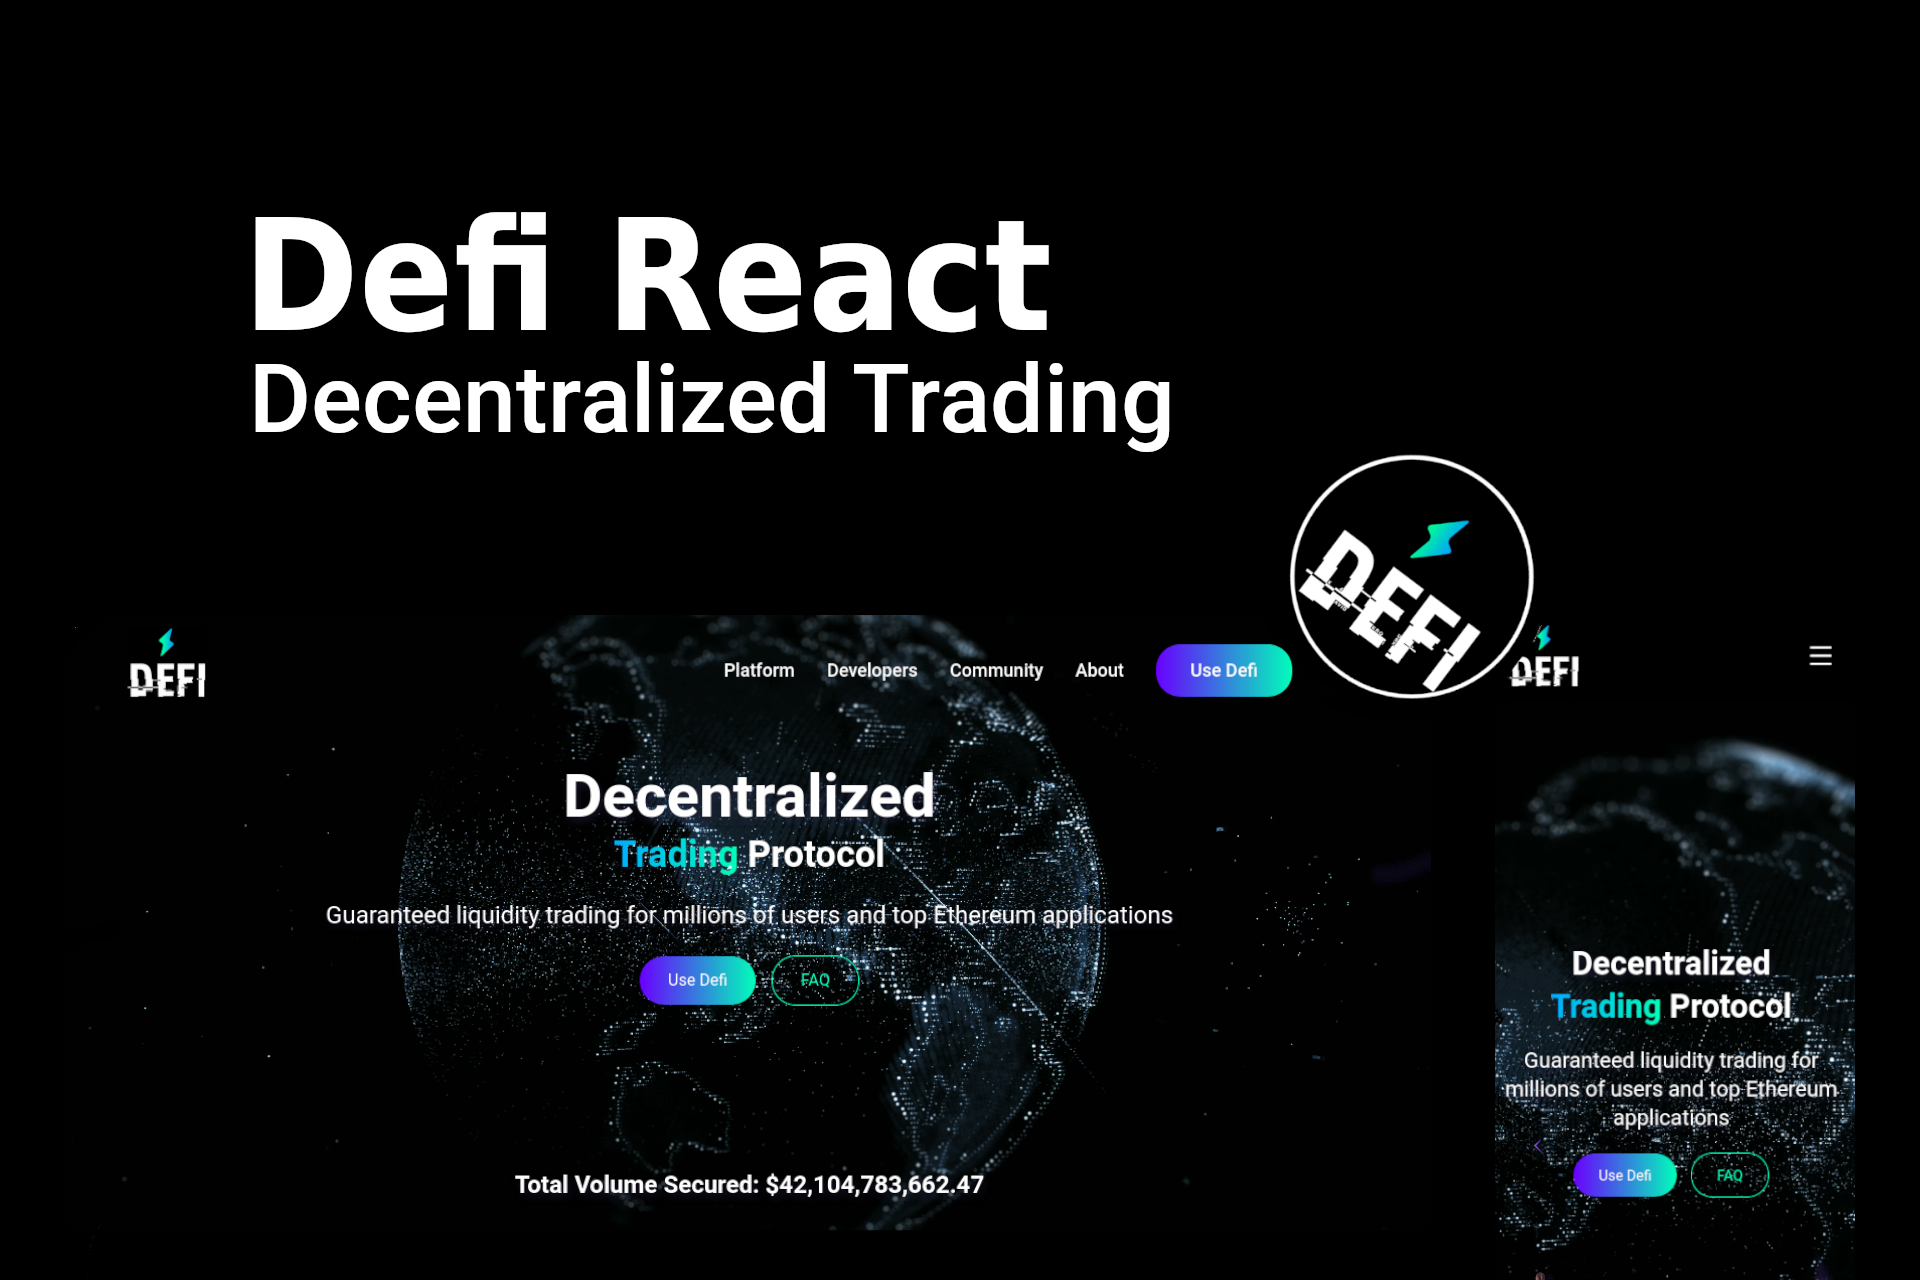 Defi React
Decentralized Trading
DEFI
DEFI
Platform Developers Community About Use Defi
Decentralized
Trading Protocol
Guaranteed liquidity trading for millions of users and top Ethereum applications
Use Defi FAQ
Total Volume Secured: $42,104,783,662.47
DEFI
Decentralized
Trading Protocol
Guaranteed liquidity trading for
millions of users and top Ethereum
applications
Use Defi FAQ